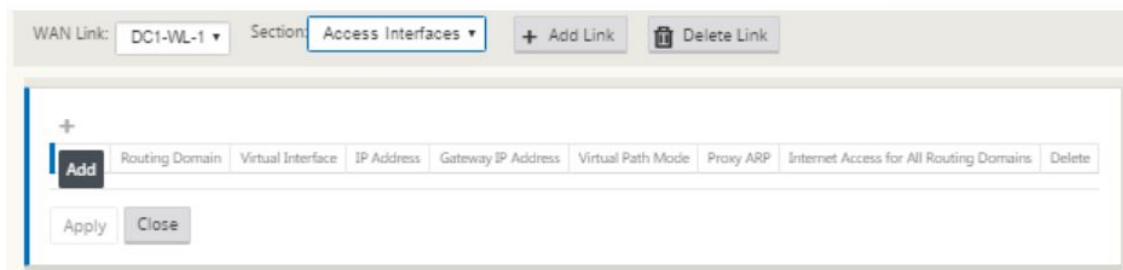 WAN Link: DC1-WL-1 ▾ Section: Access Interfaces ▾ + Add Link Delete Link
+
Add Routing Domain Virtual Interface IP Address Gateway IP Address Virtual Path Mode Proxy ARP Internet Access for All Routing Domains Delete
Apply Close